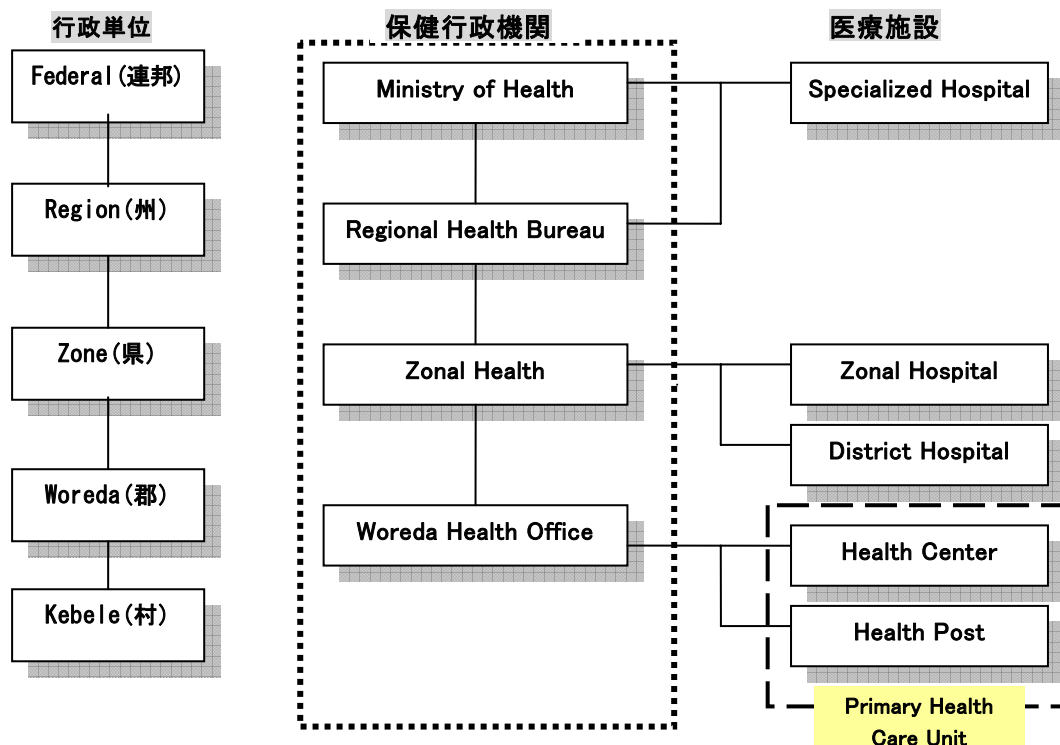 行政単位
保健行政機関
医療施設
Federal(連邦)
Ministry of Health
Specialized Hospital
Region(州)
Regional Health Bureau
Zone(県)
Zonal Health
Zonal Hospital
District Hospital
Woreda(郡)
Woreda Health Office
Health Center
Kebele(村)
Health Post
Primary Health
Care Unit